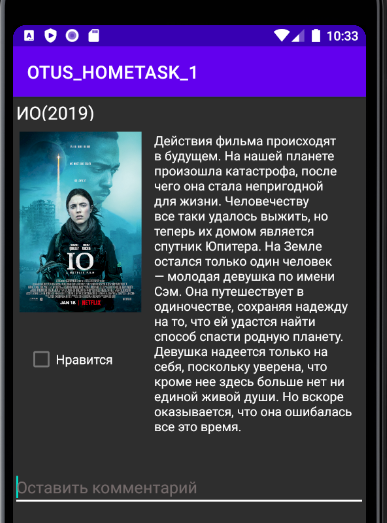 10:33
OTUS_HOMETASK_1
ИО(2019)
IO
JAN 18 NETFLIX
Нравится
Действия фильма происходят
в будущем. На нашей планете
произошла катастрофа, после
чего она стала непригодной
для жизни. Человечеству
все таки удалось выжить, но
теперь их домом является
спутник Юпитера. На Земле
остался только один человек
— молодая девушка по имени
Сэм. Она путешествует в
одиночестве, сохраняя надежду
на то, что ей удастся найти
способ спасти родную планету.
Девушка надеется только на
себя, поскольку уверена, что
кроме нее здесь больше нет ни
единой живой души. Но вскоре
оказывается, что она ошибалась
все это время.
Оставить комментарий